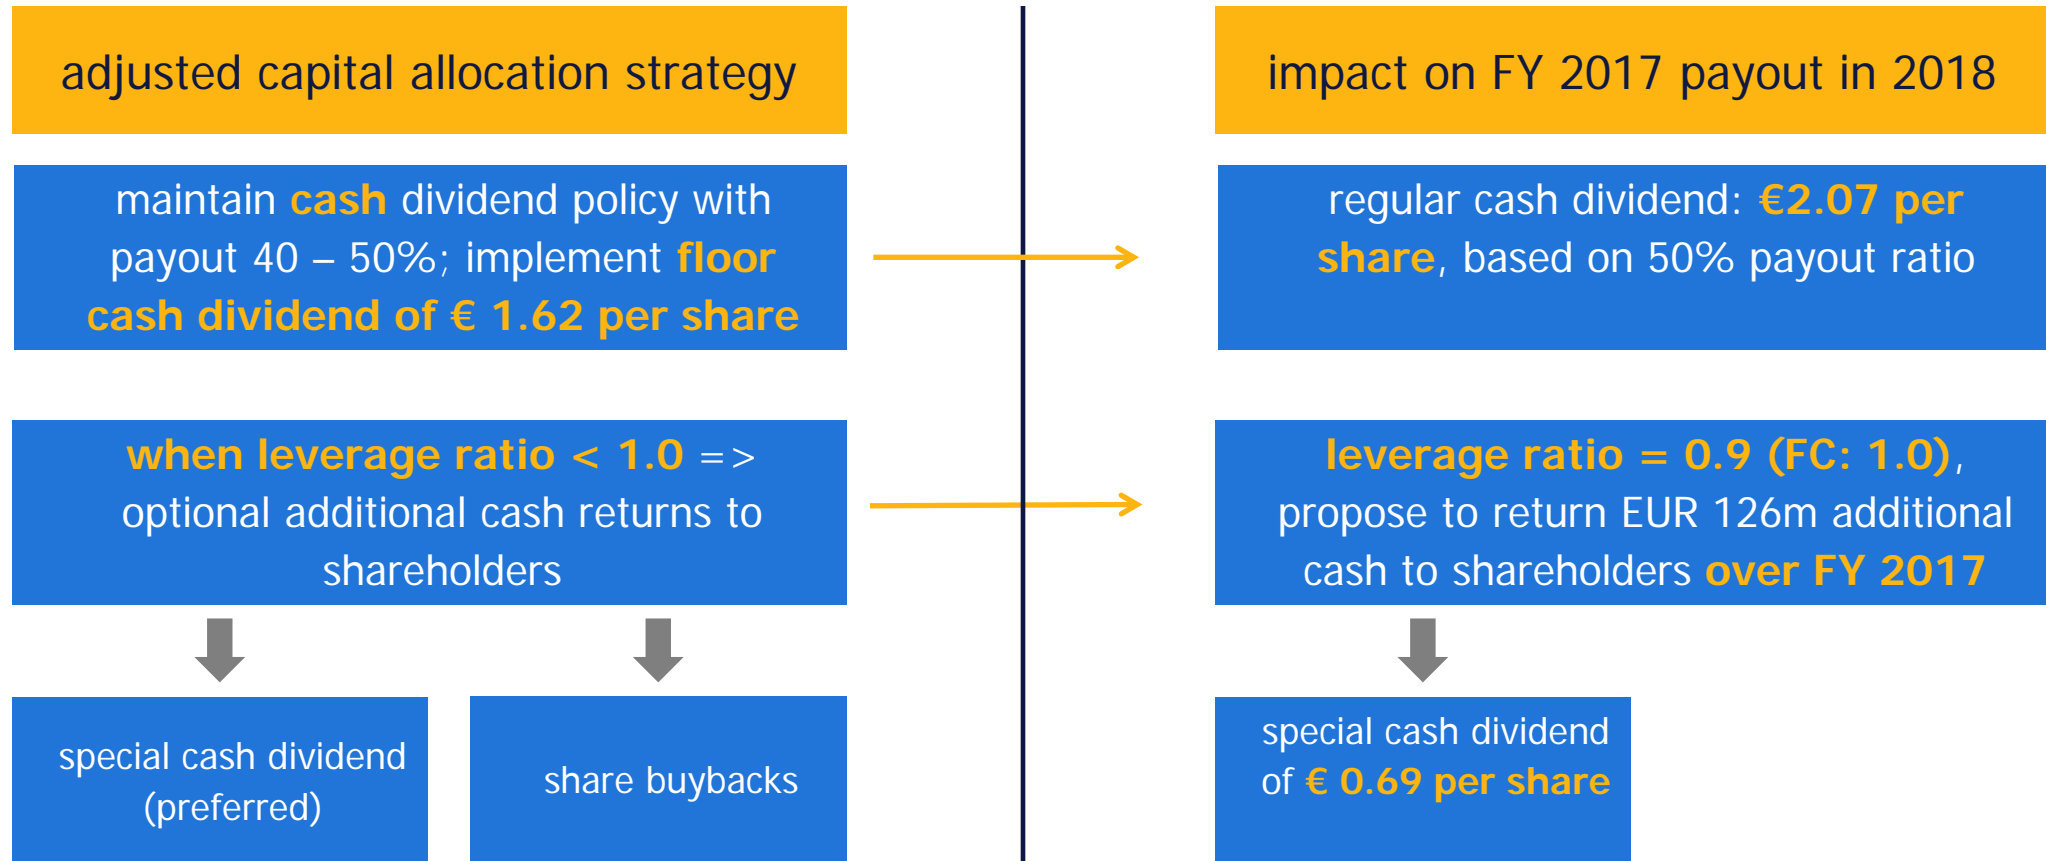 adjusted capital allocation strategy
maintain cash dividend policy with
payout 40 – 50%; implement floor
cash dividend of € 1.62 per share
when leverage ratio < 1.0 =>
optional additional cash returns to
shareholders
special cash dividend
(preferred)
share buybacks
impact on FY 2017 payout in 2018
regular cash dividend: €2.07 per
share, based on 50% payout ratio
leverage ratio = 0.9 (FC: 1.0),
propose to return EUR 126m additional
cash to shareholders over FY 2017
special cash dividend
of € 0.69 per share